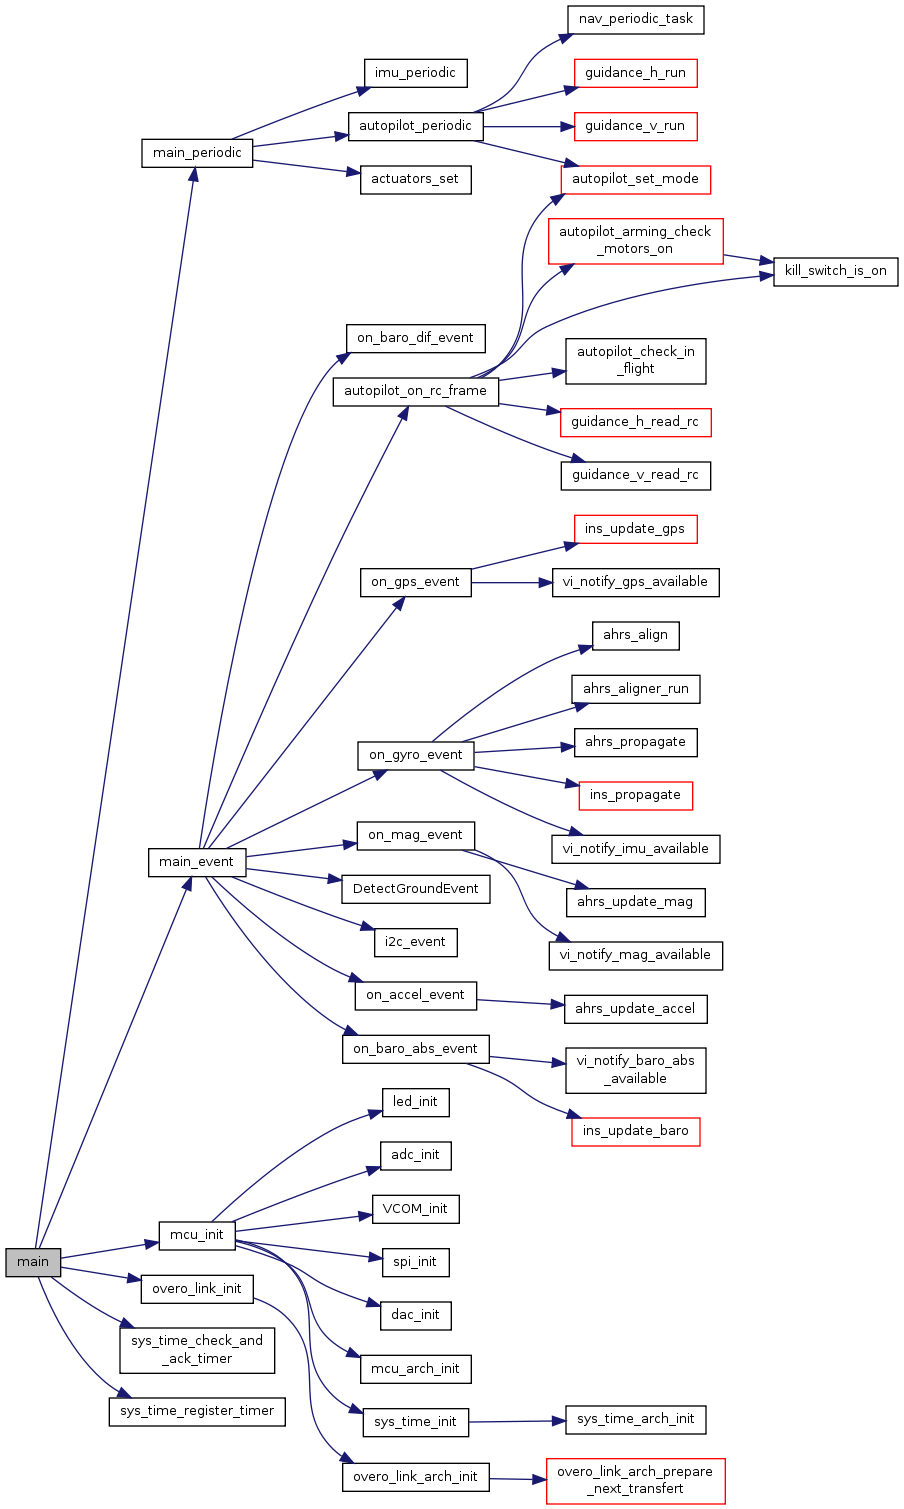 nav_periodic_task
imu_periodic
guidance_h_run
autopilot_periodic
guidance_v_run
main_periodic
actuators_set
autopilot_set_mode
autopilot_arming_check
_motors_on
kill_switch_is_on
on_baro_dif_event
autopilot_check_in
_flight
autopilot_on_rc_frame
guidance_h_read_rc
guidance_v_read_rc
ins_update_gps
on_gps_event
vi_notify_gps_available
ahrs_align
ahrs_aligner_run
ahrs_propagate
on_gyro_event
ins_propagate
on_mag_event
vi_notify_imu_available
main_event
DetectGroundEvent
ahrs_update_mag
i2c_event
vi_notify_mag_available
on_accel_event
ahrs_update_accel
on_baro_abs_event
vi_notify_baro_abs
_available
led_init
ins_update_baro
adc_init
VCOM_init
mcu_init
main
spi_init
overo_link_init
dac_init
sys_time_check_and
_ack_timer
mcu_arch_init
sys_time_register_timer
sys_time_init
sys_time_arch_init
overo_link_arch_init
overo_link_arch_prepare
_next_transfert